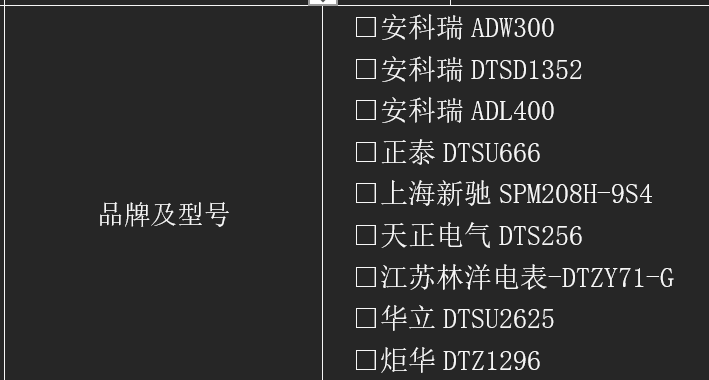 □安科瑞 ADW300
□安科瑞 DTSD1352
□安科瑞 ADL400
□正泰 DTSU666
□上海新驰 SPM208H-9S4
品牌及型号
□天正电气 DTS256
□江苏林洋电表-DTZY71-G
□华立 DTSU2625
□炬华 DTZ1296